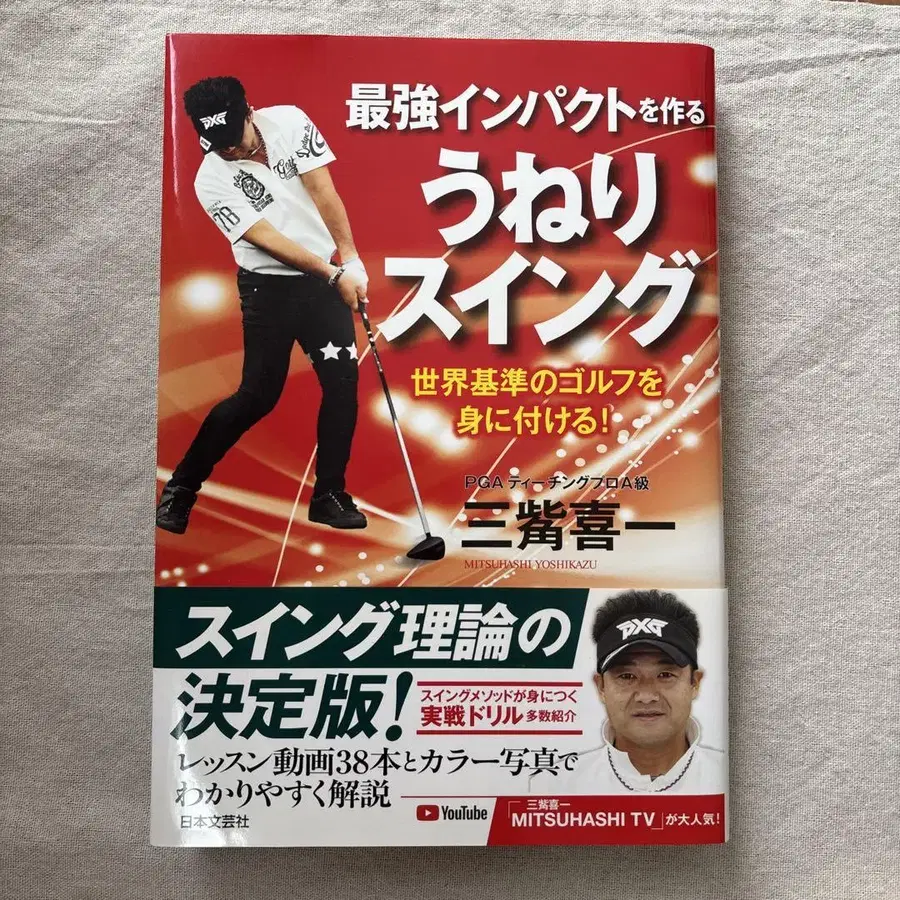 最強インパクトを作る
うねり
スイング
世界基準のゴルフを
身に付ける!
PGA ティーチングプロA級
三觜喜一
MITSUHASHI YOSHIKAZU
PXG
78
スイング理論の
決定版!
スイングメソッドが身につく
実戦ドリル多数紹介
PXG
レッスン動画38本とカラー写真で
わかりやすく解説
日本文芸社
YouTube
三觜喜一
「MITSUHASHI TV」が大人気!